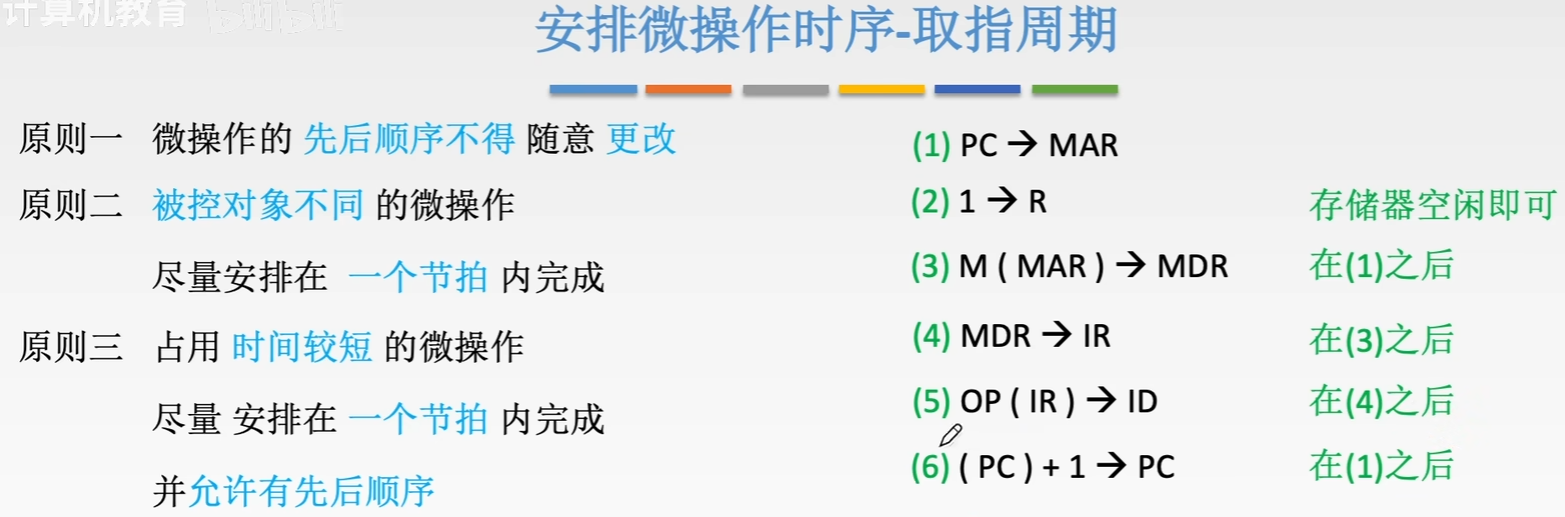 计算机教育 bilibili
安排微操作时序-取指周期
原则一 微操作的 先后顺序不得 随意 更改
原则二 被控对象不同 的微操作
尽量安排在 一个节拍 内完成
原则三 占用 时间较短 的微操作
尽量 安排在 一个节拍 内完成
并允许有先后顺序
(1) PC → MAR
(2) 1 → R 存储器空闲即可
(3) M ( MAR ) → MDR 在(1)之后
(4) MDR → IR 在(3)之后
(5) OP ( IR ) → ID 在(4)之后
(6) ( PC ) + 1 → PC 在(1)之后